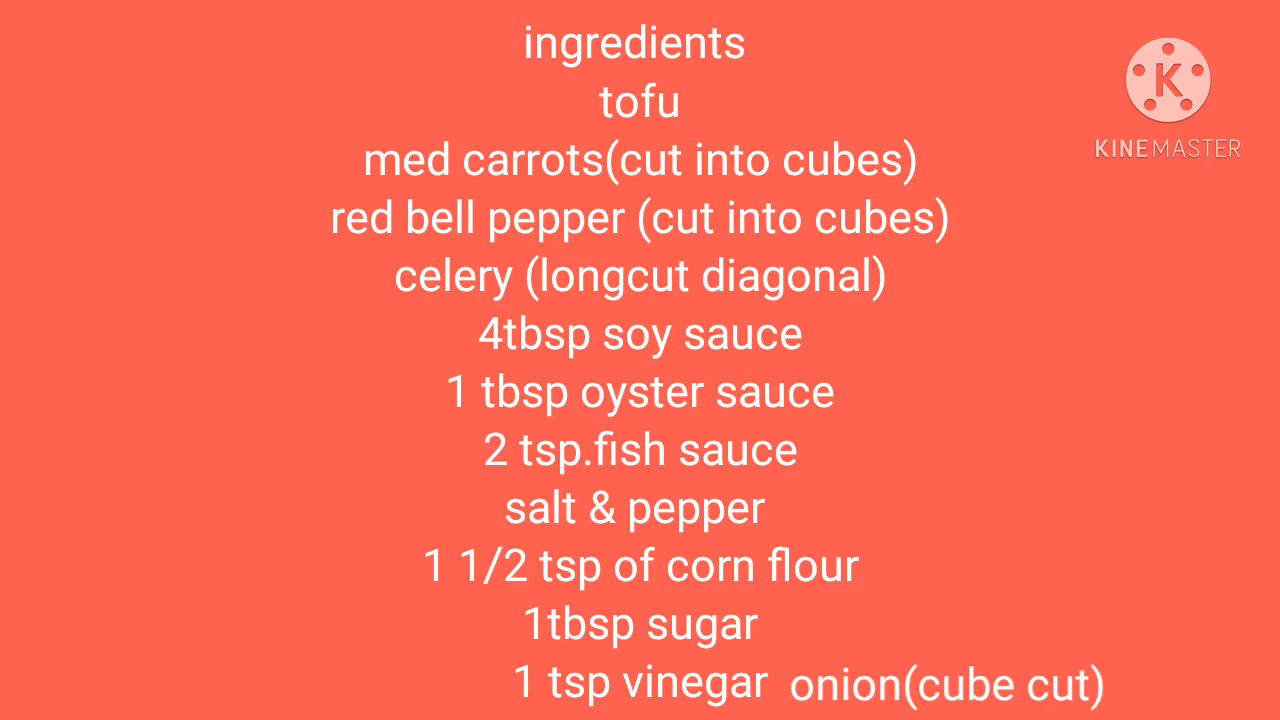 ingredients
tofu
med carrots(cut into cubes)
red bell pepper (cut into cubes)
celery (longcut diagonal)
4tbsp soy sauce
1 tbsp oyster sauce
2 tsp.fish sauce
salt & pepper
1 1/2 tsp of corn flour
1tbsp sugar
1 tsp vinegar onion(cube cut)
K
KINEMASTER